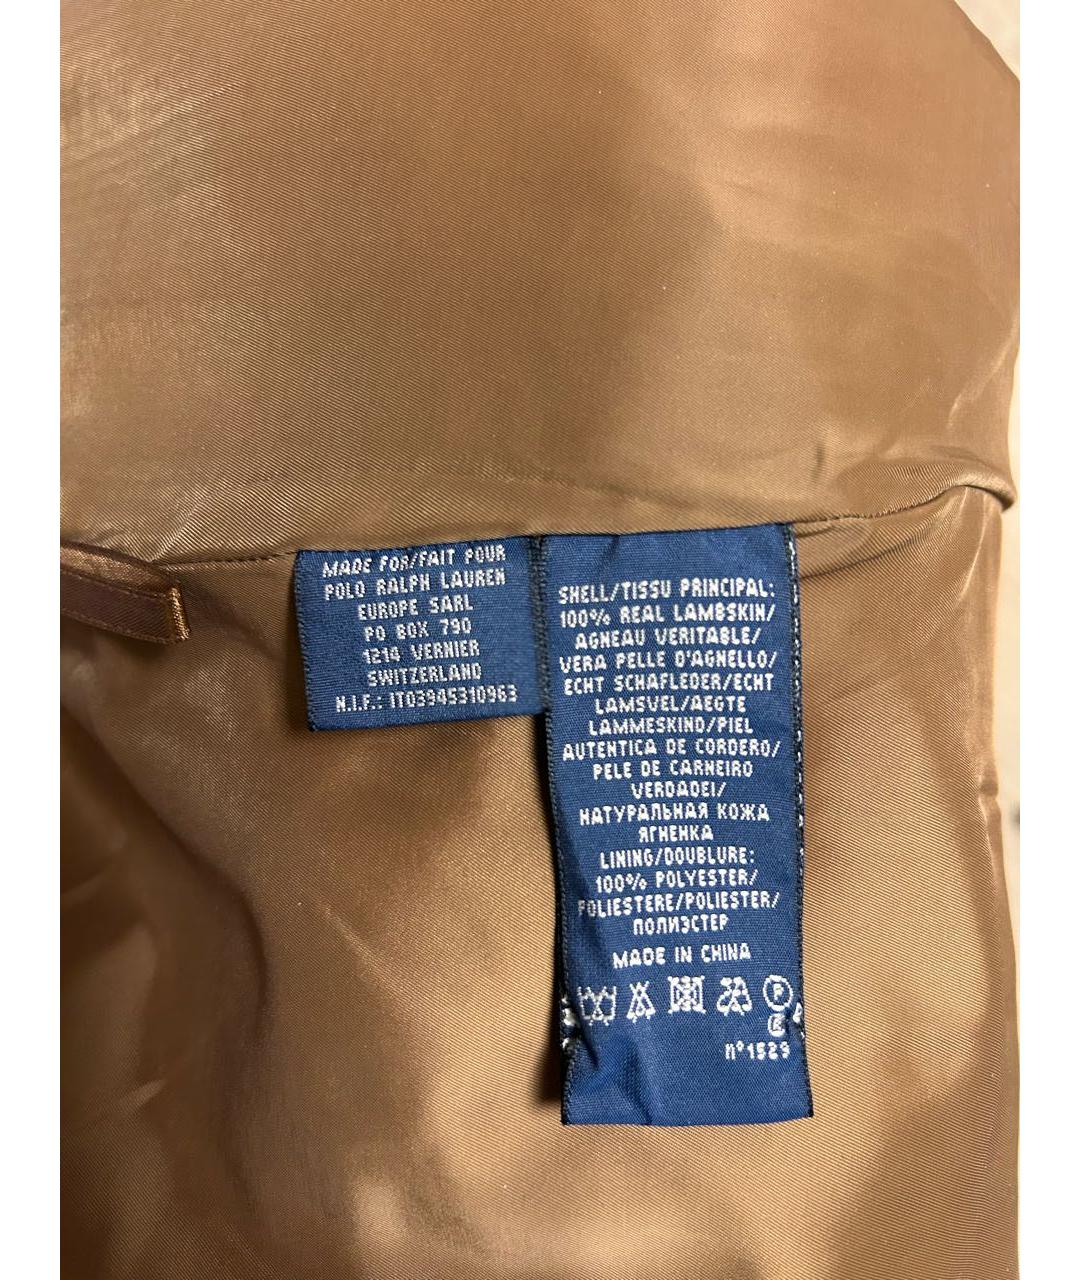 MADE FOR/FAIT POUR
POLO RALPH LAUREN
EUROPE SARL
PO BOX 790
1214 VERNIER
SWITZERLAND
N.I.F.: IT03945310963
SHELL/TISSU PRINCIPAL:
100% REAL LAMBSKIN/
AGNEAU VERITABLE/
VERA PELLE D'AGNELLO/
ECHT SCHAFLEDER/ECHT
LAMSVEL/AEGTE
LAMMESKIND/PIEL
AUTENTICA DE CORDERO/
PELE DE CARNEIRO
VERDADEI/
НАТУРАЛЬНАЯ КОЖА
ЯГНЕНКА
LINING/DOUBLURE:
100% POLYESTER/
POLIESTERE/POLIESTER/
ПОЛИЭСТЕР
MADE IN CHINA
P
n°1529